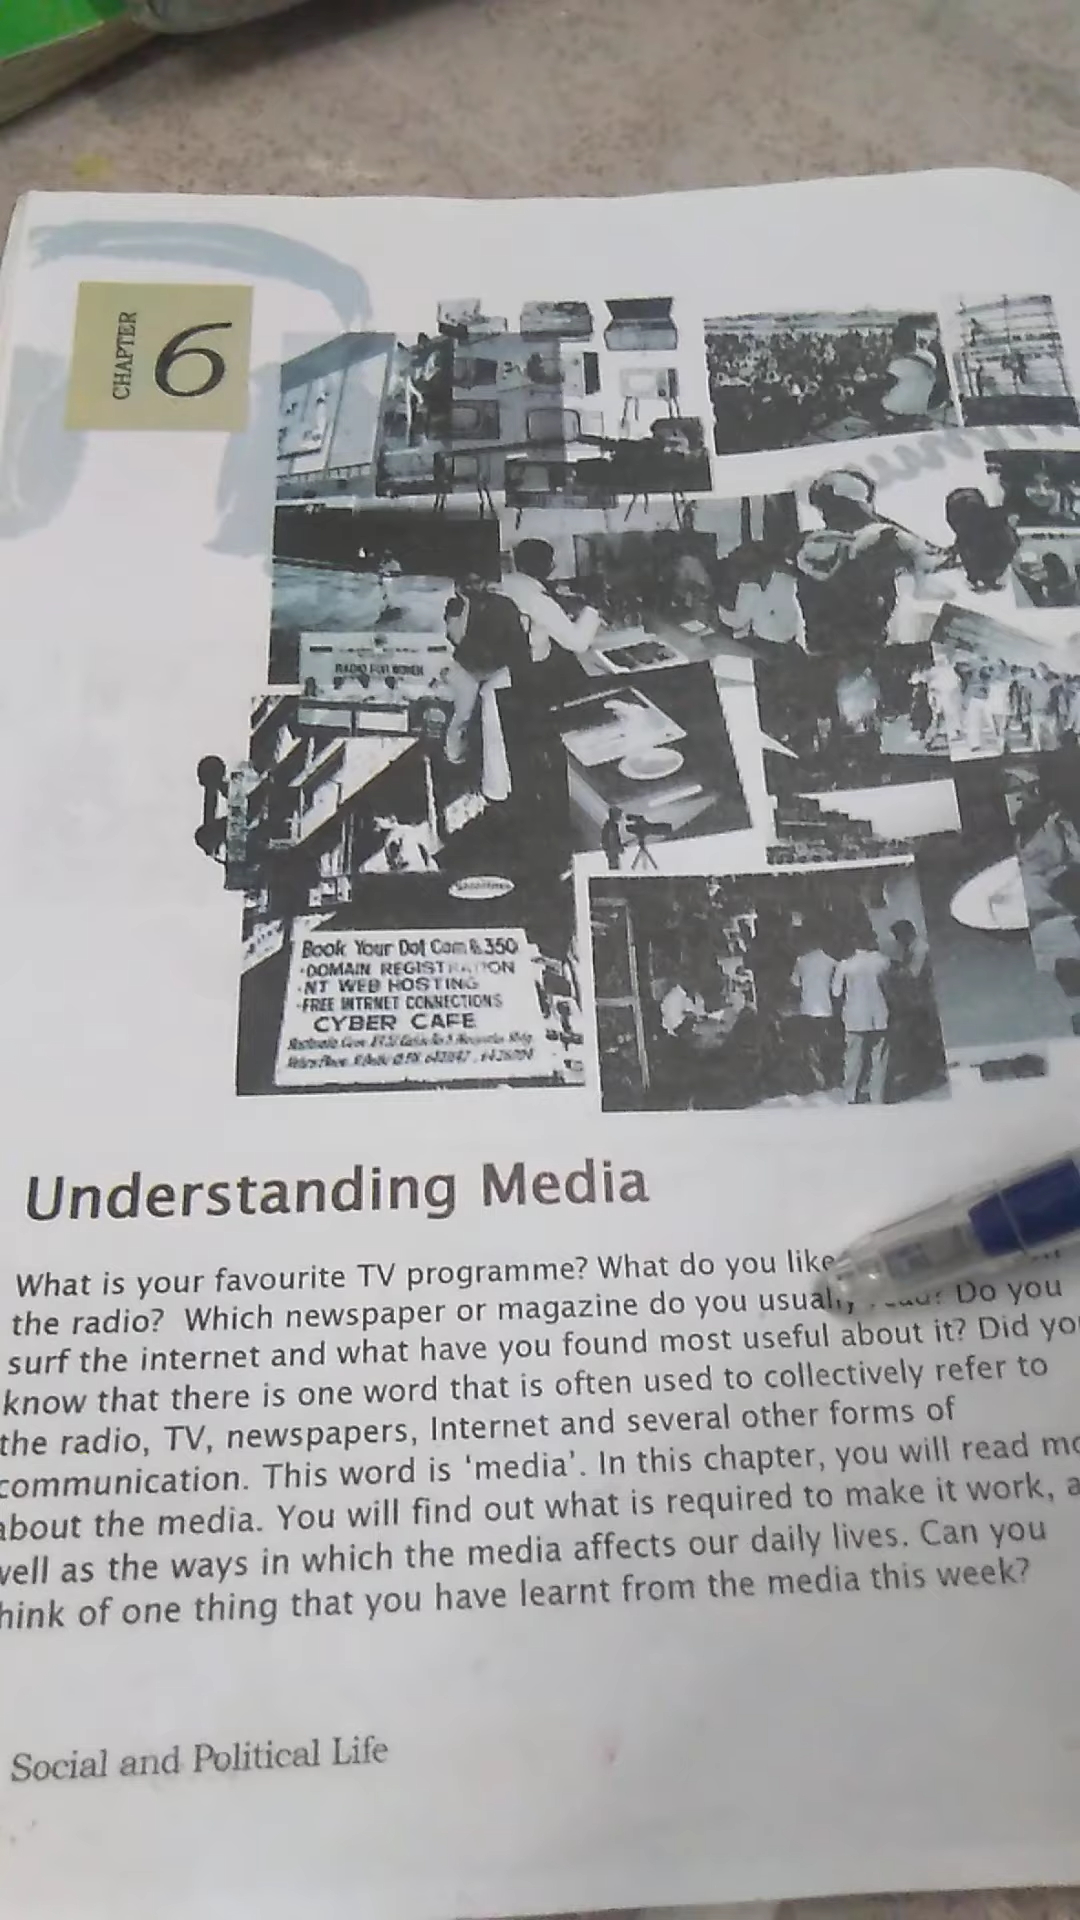 CHAPTER
6
RADIO FOR WOMEN
Book Your Dot Com
DOMAIN REGISTRATION
NT WEB HOSTING
FREE INTRNET CONNECTIONS
CYBER CAFE
Understanding Media
What is your favourite TV programme? What do you like
the radio? Which newspaper or magazine do you usually Do you
surf the internet and what have you found most useful about it? Did
know that there is one word that is often used to collectively refer to
the radio, TV, newspapers, Internet and several other forms of
communication. This word is ‘media’. In this chapter, you will read
about the media. You will find out what is required to make it work,
well as the ways in which the media affects our daily lives. Can you
hink of one thing that you have learnt from the media this week?
Social and Political Life